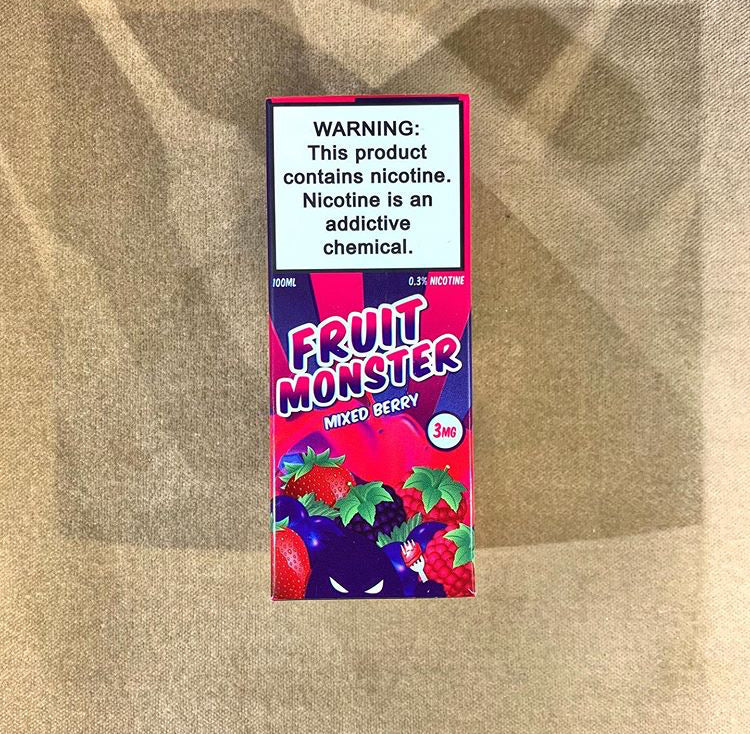 WARNING:
This product
contains nicotine.
Nicotine is an
addictive
chemical.
100ML 0.3% NICOTINE
FRUIT
MONSTER
MIXED BERRY
3MG